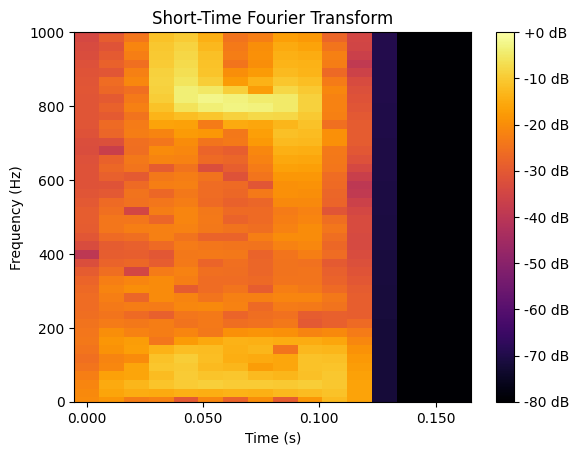 Short-Time Fourier Transform
1000
800
600
400
200
0
Frequency (Hz)
0.000
0.050
0.100
0.150
Time (s)
+0 dB
-10 dB
-20 dB
-30 dB
-40 dB
-50 dB
-60 dB
-70 dB
-80 dB